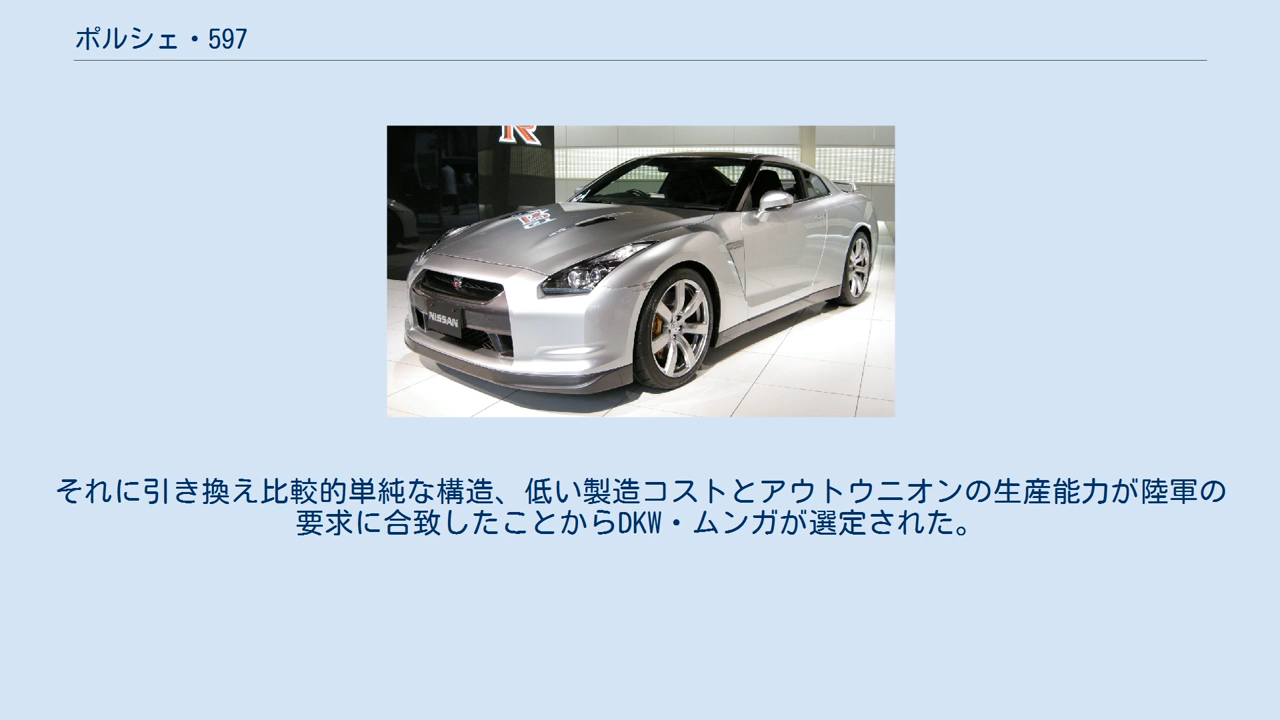 ポルシェ・597
R
NISSAN
それに引き換え比較的単純な構造、低い製造コストとアウトウニオンの生産能力が陸軍の
要求に合致したことからDKW・ムンガが選定された。